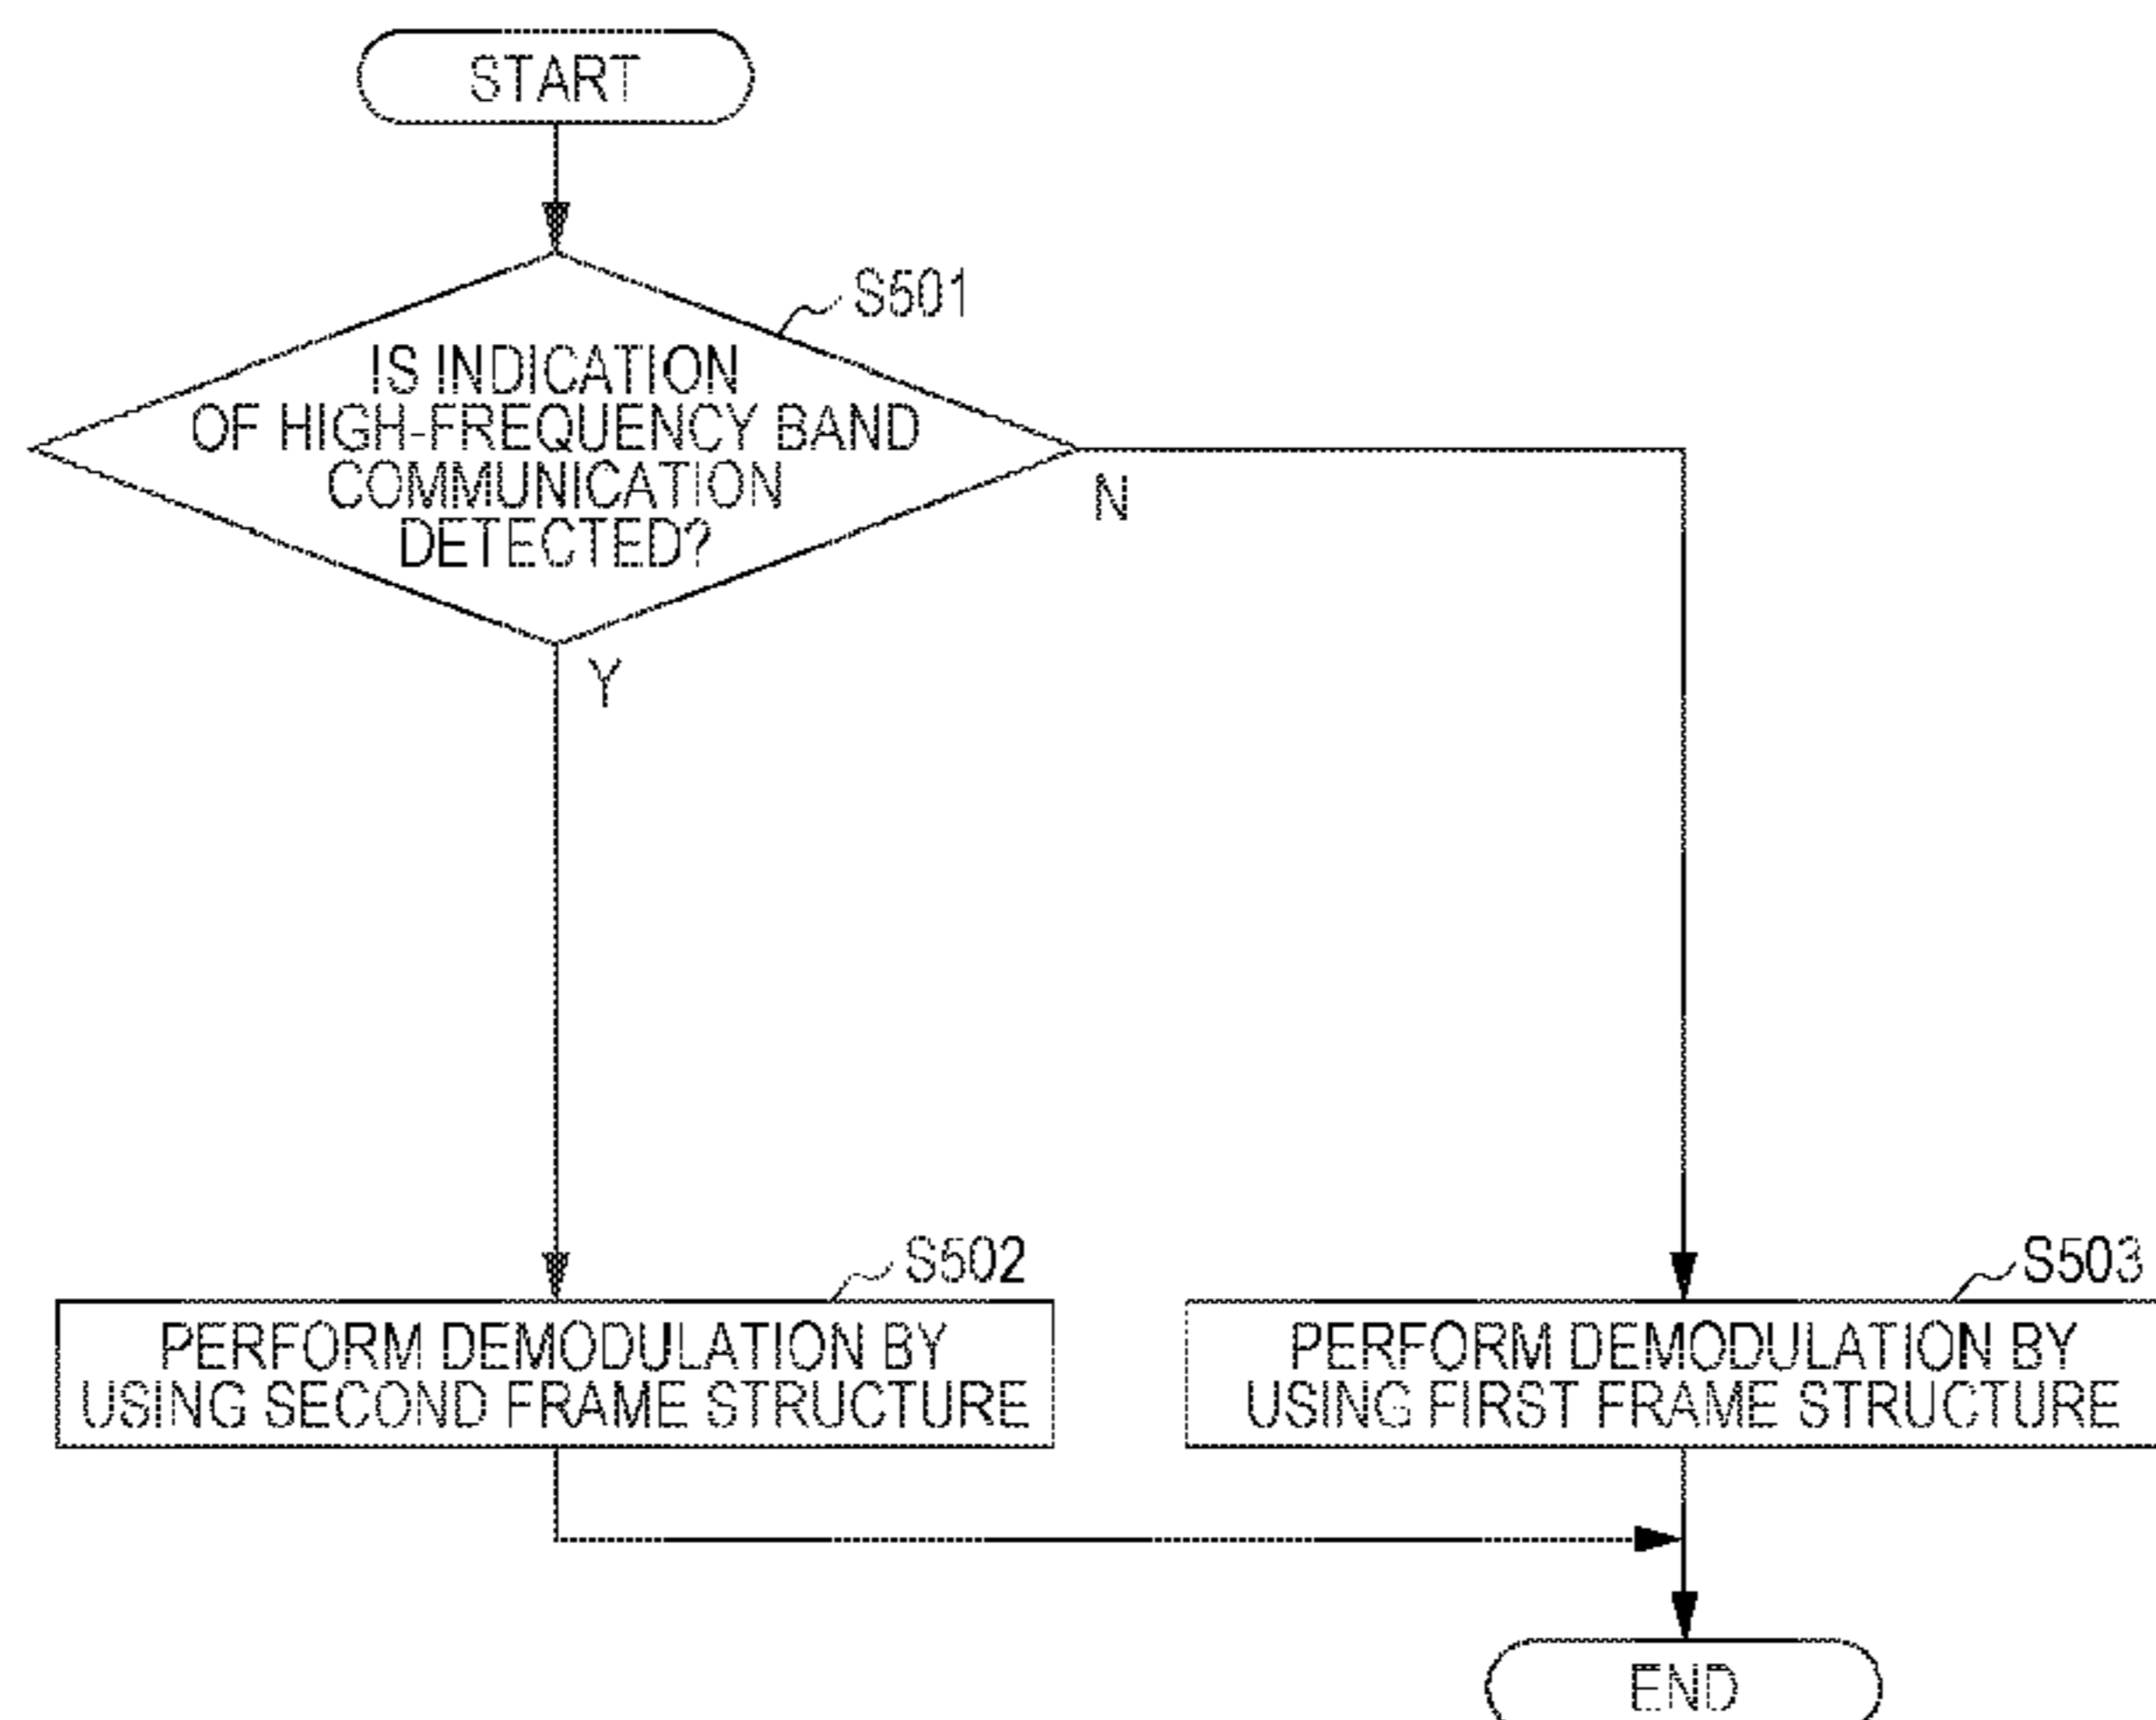 START
S501
IS INDICATION
OF HIGH-FREQUENCY BAND
COMMUNICATION
DETECTED?
N
Y
S502
PERFORM DEMODULATION BY
USING SECOND FRAME STRUCTURE
S503
PERFORM DEMODULATION BY
USING FIRST FRAME STRUCTURE
END